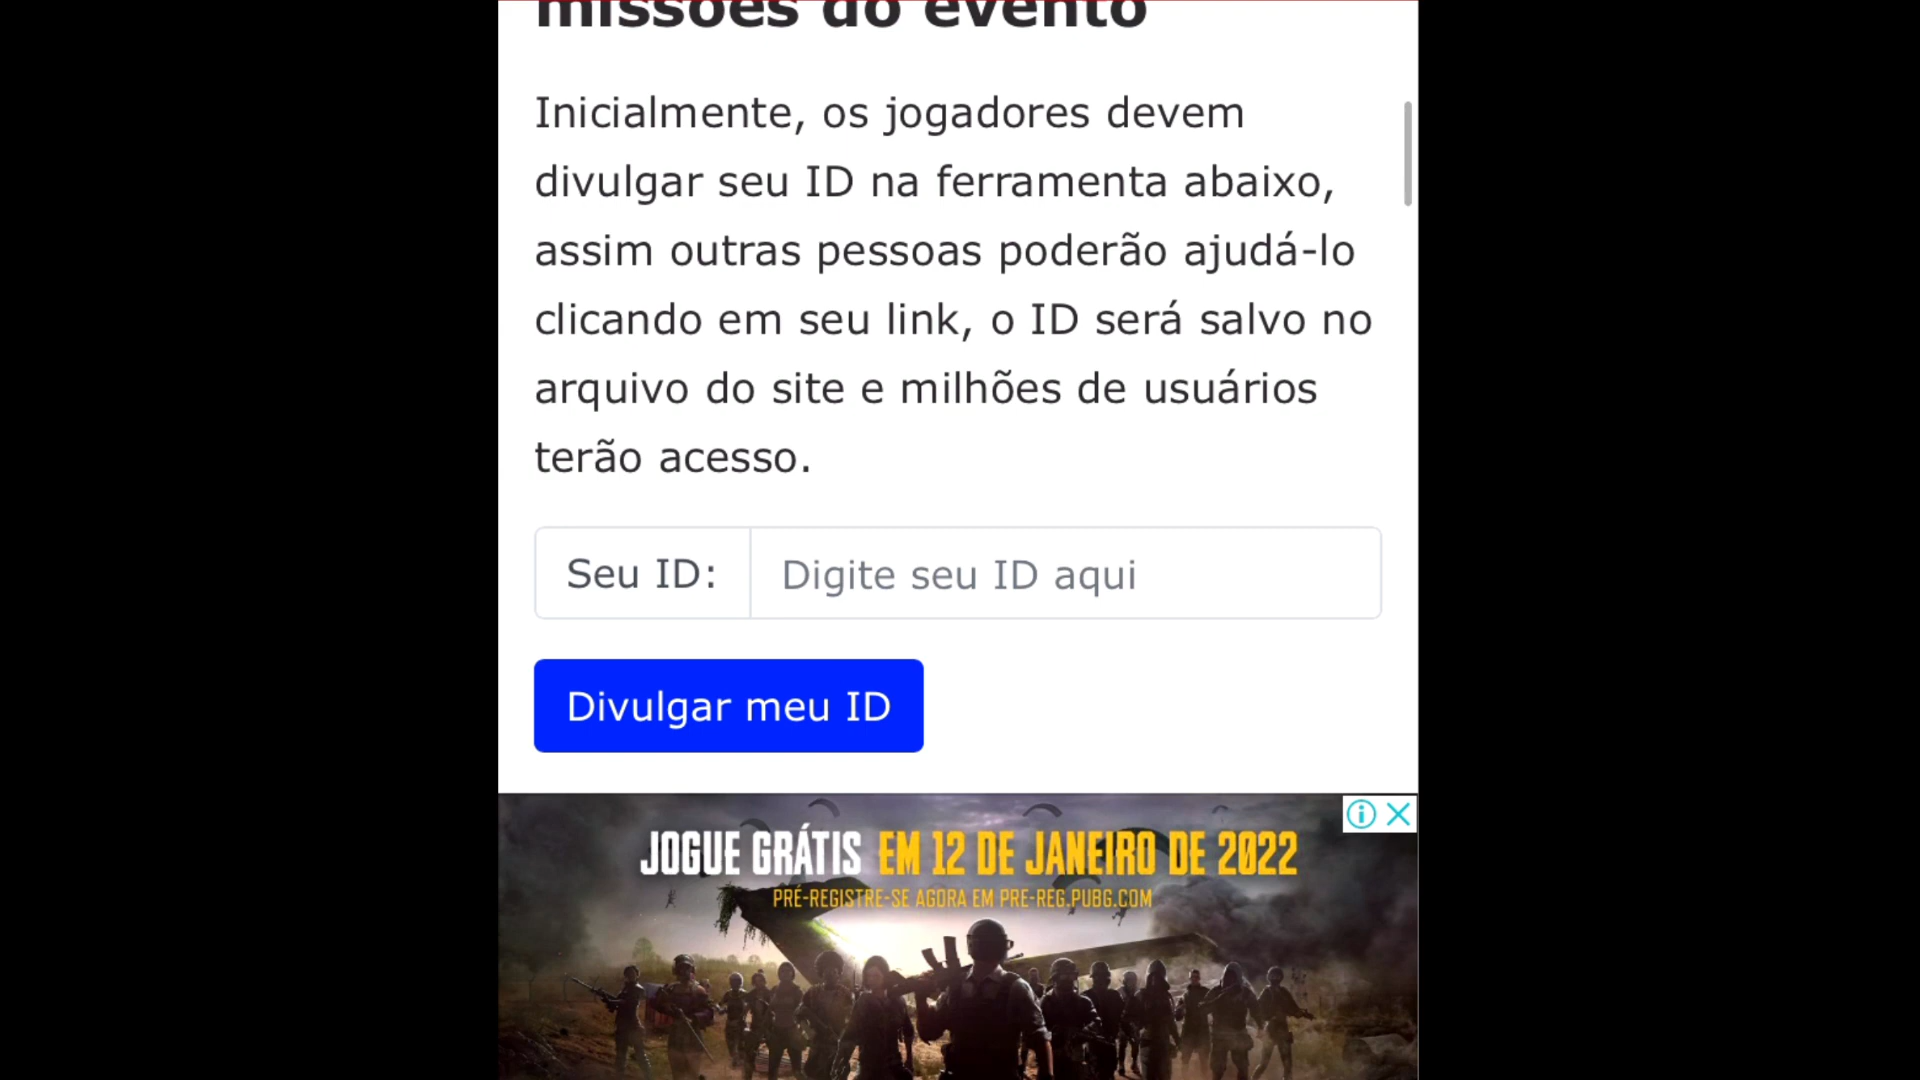 missões do evento
Inicialmente, os jogadores devem
divulgar seu ID na ferramenta abaixo,
assim outras pessoas poderão ajudá-lo
clicando em seu link, o ID será salvo no
arquivo do site e milhões de usuários
terão acesso.
Seu ID: Digite seu ID aqui
Divulgar meu ID
JOGUE GRÁTIS EM 12 DE JANEIRO DE 2022
PRÉ-REGISTRE-SE AGORA EM PRE-REG.PUBG.COM